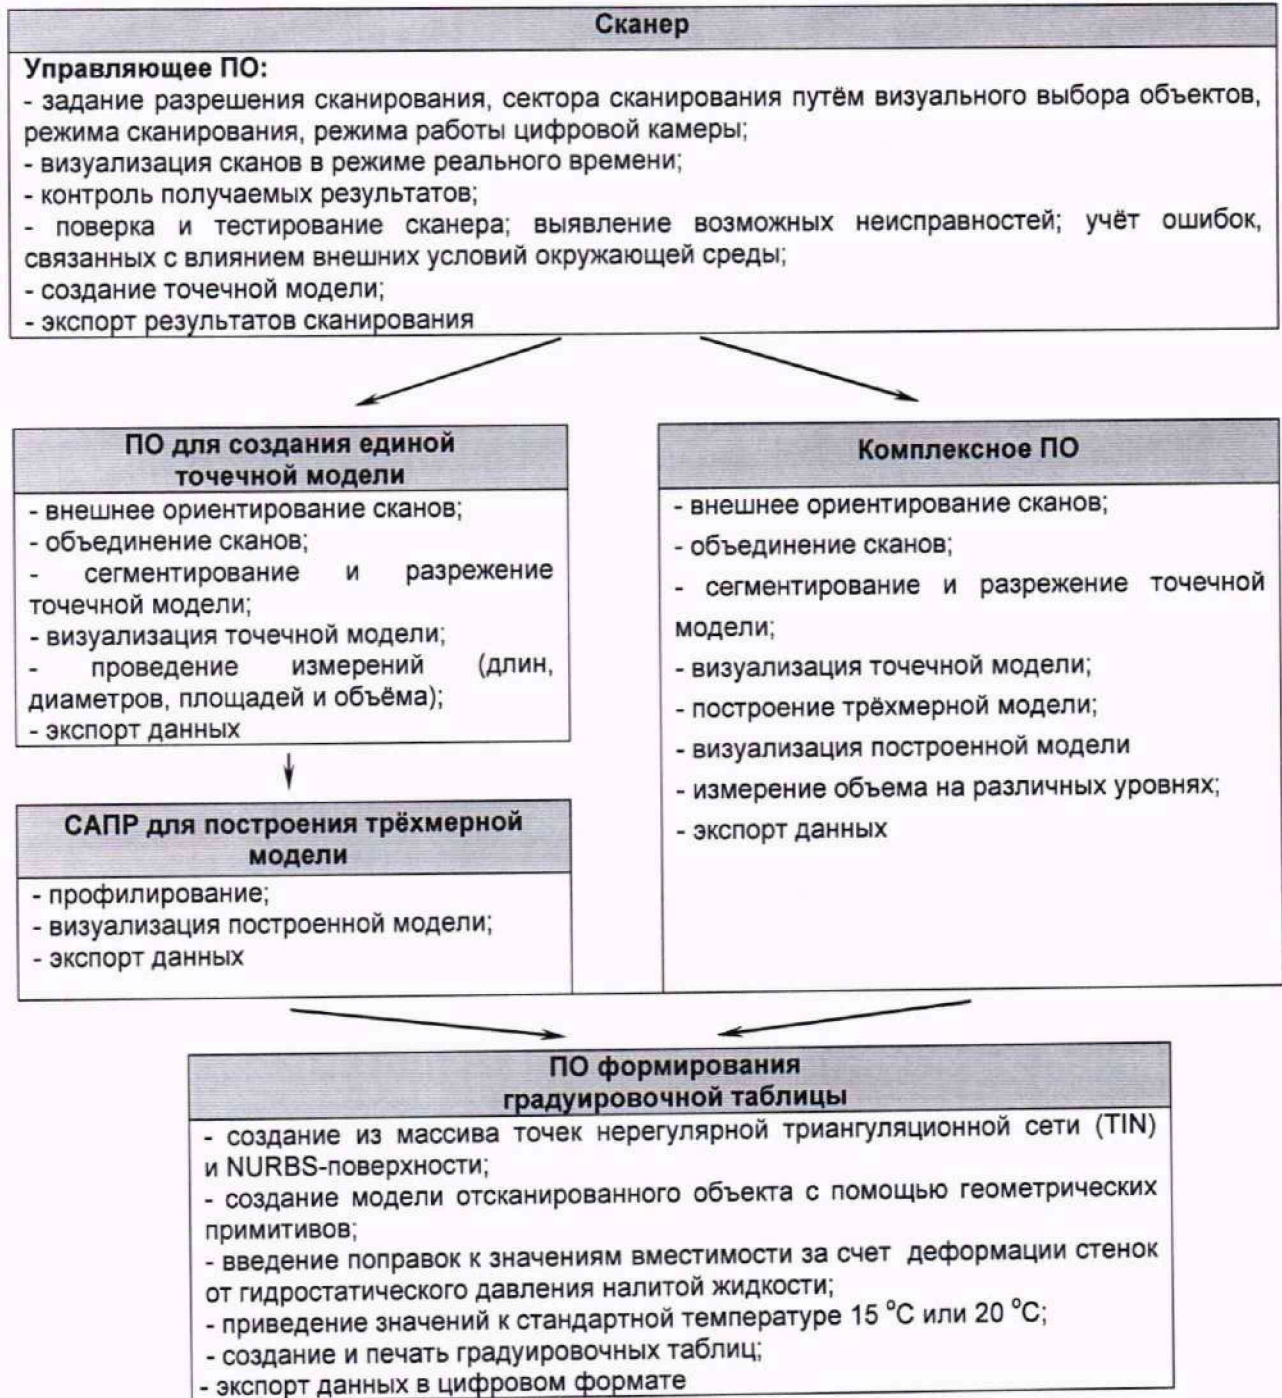 Сканер
Управляющее ПО:
- задание разрешения сканирования, сектора сканирования путём визуального выбора объектов,
режима сканирования, режима работы цифровой камеры;
- визуализация сканов в режиме реального времени;
- контроль получаемых результатов;
- поверка и тестирование сканера; выявление возможных неисправностей; учёт ошибок,
связанных с влиянием внешних условий окружающей среды;
- создание точечной модели;
- экспорт результатов сканирования
ПО для создания единой
точечной модели
- внешнее ориентирование сканов;
- объединение сканов;
- сегментирование и разрежение
точечной модели;
- визуализация точечной модели;
- проведение измерений (длин,
диаметров, площадей и объёма);
- экспорт данных
САПР для построения трёхмерной
модели
- профилирование;
- визуализация построенной модели;
- экспорт данных
Комплексное ПО
- внешнее ориентирование сканов;
- объединение сканов;
- сегментирование и разрежение точечной
модели;
- визуализация точечной модели;
- построение трёхмерной модели;
- визуализация построенной модели
- измерение объема на различных уровнях;
- экспорт данных
ПО формирования
градуировочной таблицы
- создание из массива точек нерегулярной триангуляционной сети (TIN)
и NURBS-поверхности;
- создание модели отсканированного объекта с помощью геометрических
примитивов;
- введение поправок к значениям вместимости за счет деформации стенок
от гидростатического давления налитой жидкости;
- приведение значений к стандартной температуре 15 °С или 20 °С;
- создание и печать градуировочных таблиц;
- экспорт данных в цифровом формате